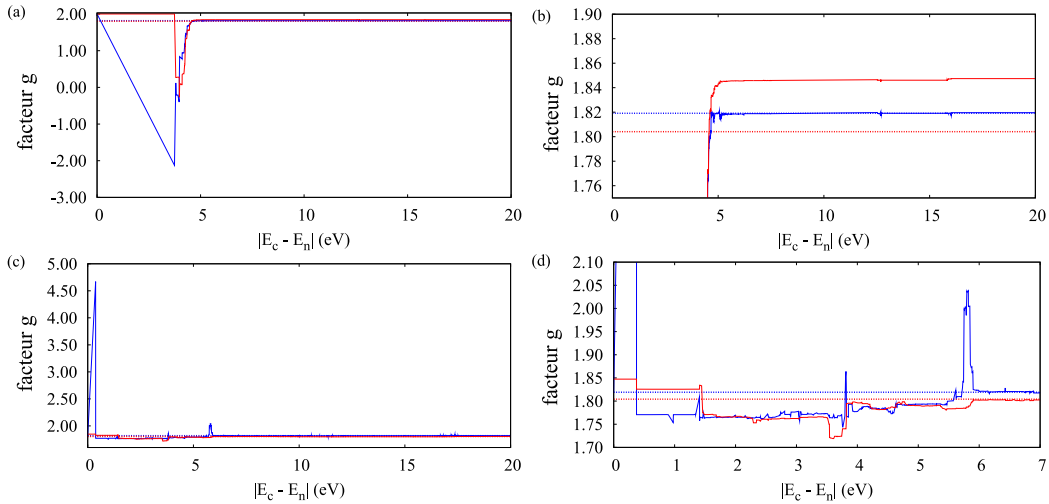 (a)
2.00
1.00
0.00
-1.00
-2.00
-3.00
facteur g
0 5 10 15 20
|E_c - E_n| (eV)
(b)
1.90
1.88
1.86
1.84
1.82
1.80
1.78
1.76
facteur g
0 5 10 15 20
|E_c - E_n| (eV)
(c)
5.00
4.50
4.00
3.50
3.00
2.50
2.00
facteur g
0 5 10 15 20
|E_c - E_n| (eV)
(d)
2.10
2.05
2.00
1.95
1.90
1.85
1.80
1.75
1.70
facteur g
0 1 2 3 4 5 6 7
|E_c - E_n| (eV)